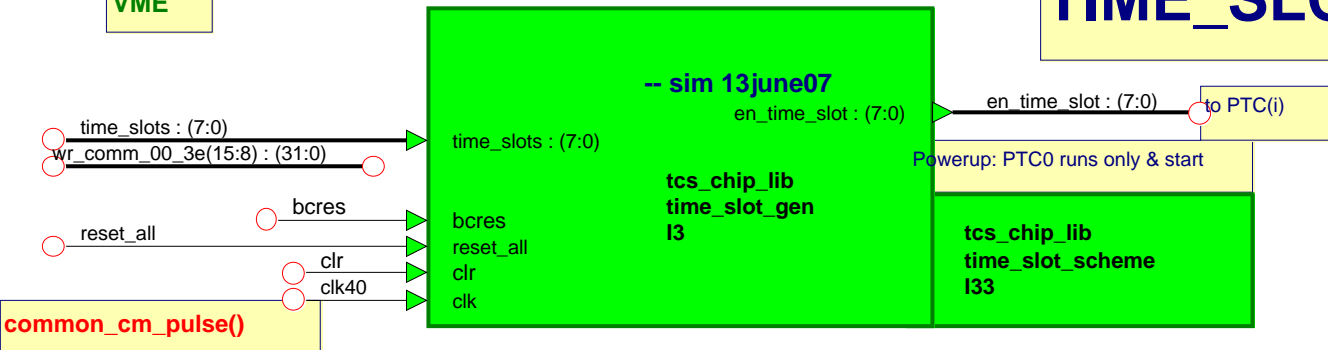 VME
TIME_SLO
-- sim 13june07
en_time_slot : (7:0)
en_time_slot : (7:0)
to PTC(i)
time_slots : (7:0)
time_slots : (7:0)
wr_comm_00_3e(15:8) : (31:0)
Powerup: PTC0 runs only & start
tcs_chip_lib
time_slot_gen
I3
bcres
bcres
reset_all
reset_all
tcs_chip_lib
time_slot_scheme
I33
clr
clr
clk40
clk
common_cm_pulse()